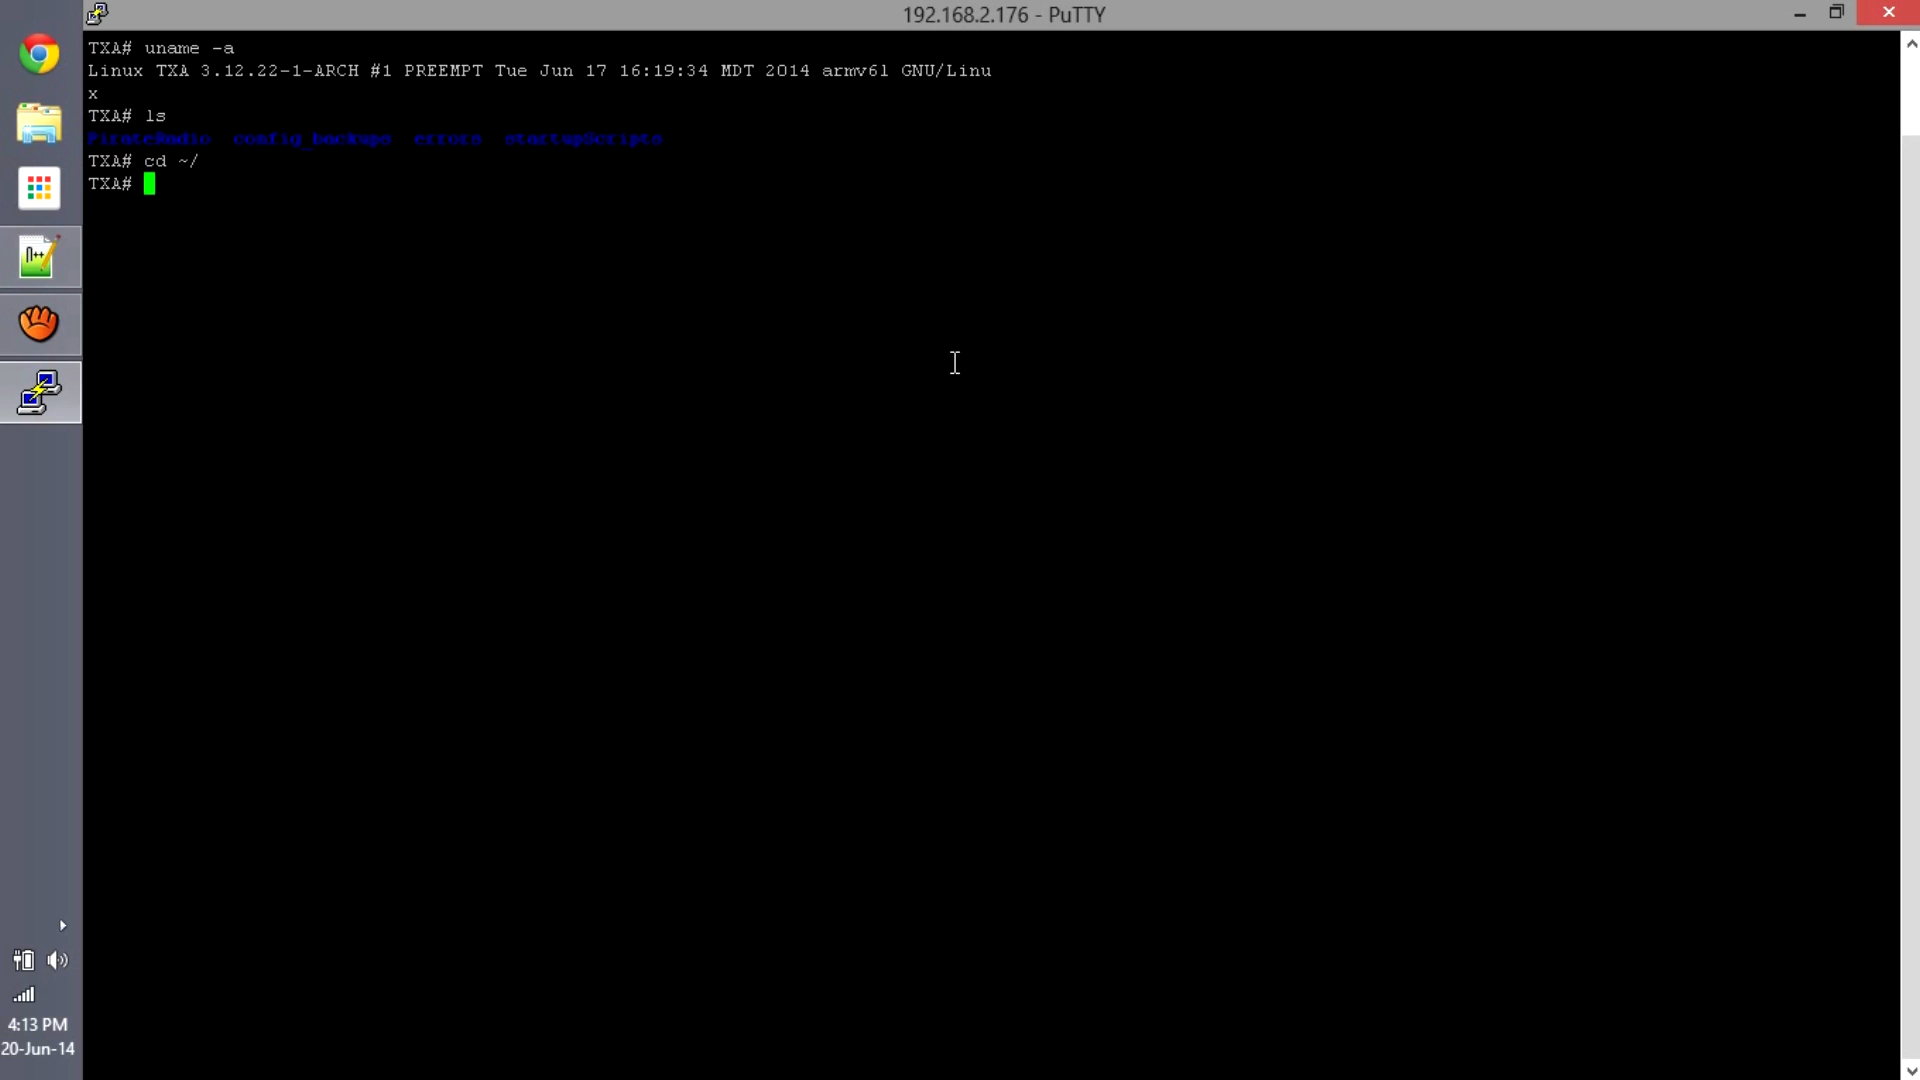 192.168.2.176 - PuTTY
TXA# uname -a
Linux TXA 3.12.22-1-ARCH #1 PREEMPT Tue Jun 17 16:19:34 MDT 2014 armv6l GNU/Linu
x
TXA# ls
PirateRadio config_backups errors startupScripts
TXA# cd ~/
TXA#
4:13 PM
20-Jun-14